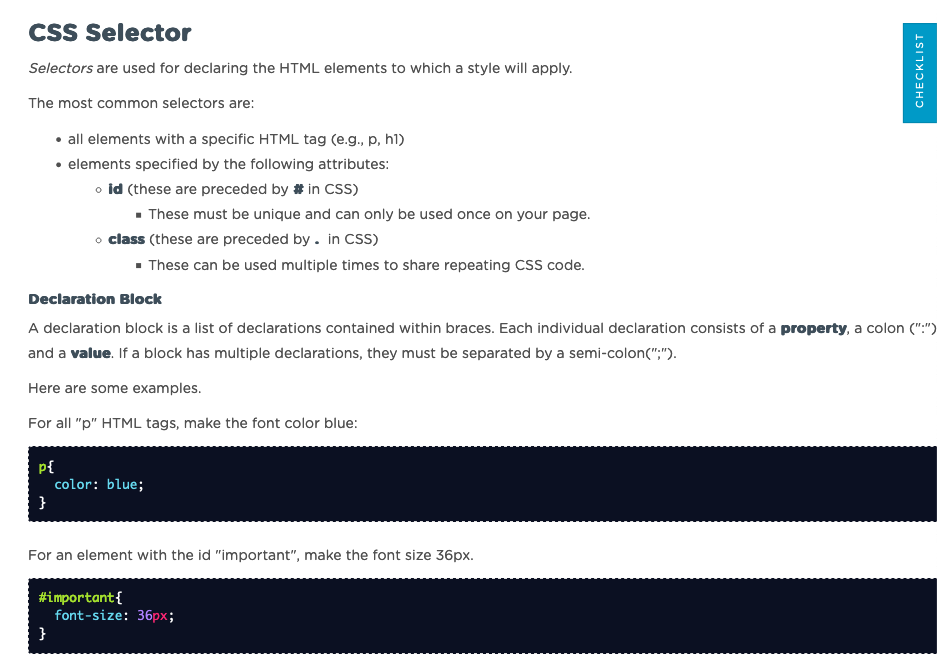 CSS Selector
CHECKLIST
Selectors are used for declaring the HTML elements to which a style will apply.
The most common selectors are:
• all elements with a specific HTML tag (e.g., p, h1)
• elements specified by the following attributes:
○ id (these are preceded by # in CSS)
▪ These must be unique and can only be used once on your page.
○ class (these are preceded by . in CSS)
▪ These can be used multiple times to share repeating CSS code.
Declaration Block
A declaration block is a list of declarations contained within braces. Each individual declaration consists of a property, a colon (":")
and a value. If a block has multiple declarations, they must be separated by a semi-colon(";").
Here are some examples.
For all "p" HTML tags, make the font color blue:
p{
  color: blue;
}
For an element with the id "important", make the font size 36px.
#important{
  font-size: 36px;
}